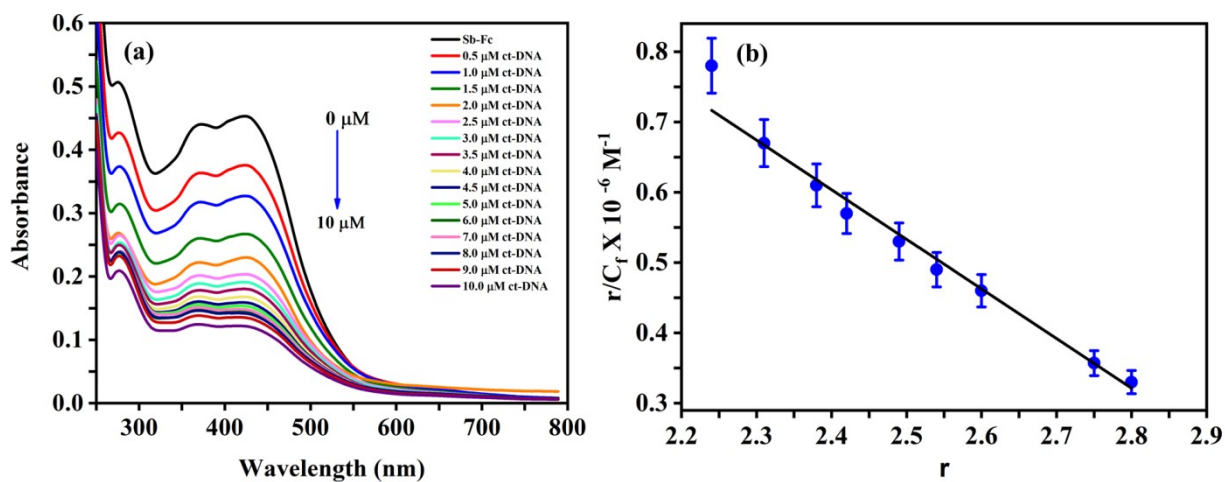 (a)
Absorbance
0.6
0.5
0.4
0.3
0.2
0.1
0.0
Sb-Fc
0.5 μM ct-DNA
1.0 μM ct-DNA
1.5 μM ct-DNA
2.0 μM ct-DNA
2.5 μM ct-DNA
3.0 μM ct-DNA
3.5 μM ct-DNA
4.0 μM ct-DNA
4.5 μM ct-DNA
5.0 μM ct-DNA
6.0 μM ct-DNA
7.0 μM ct-DNA
8.0 μM ct-DNA
9.0 μM ct-DNA
10.0 μM ct-DNA
0 μM
10 μM
300 400 500 600 700 800
Wavelength (nm)
(b)
r/Cf X 10 -6 M-1
0.8
0.7
0.6
0.5
0.4
0.3
2.2 2.3 2.4 2.5 2.6 2.7 2.8 2.9
r